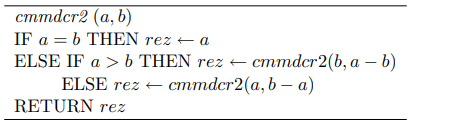 cmmdcr2 (a, b)
IF a = b THEN rez ← a
ELSE IF a > b THEN rez ← cmmdcr2(b, a − b)
ELSE rez ← cmmdcr2(a, b − a)
RETURN rez